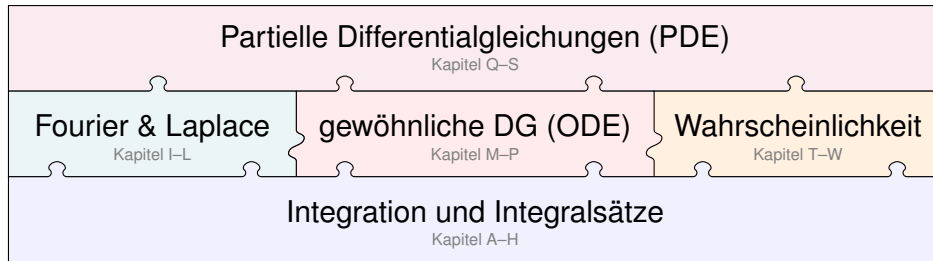 Partielle Differentialgleichungen (PDE)
Kapitel Q–S
Fourier & Laplace
Kapitel I–L
gewöhnliche DG (ODE)
Kapitel M–P
Wahrscheinlichkeit
Kapitel T–W
Integration und Integralsätze
Kapitel A–H